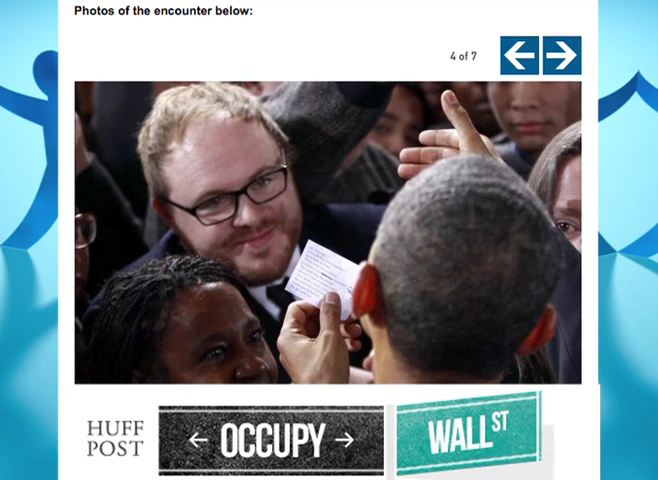 Photos of the encounter below:
4 of 7
HUFF
POST
OCCUPY
WALL ST